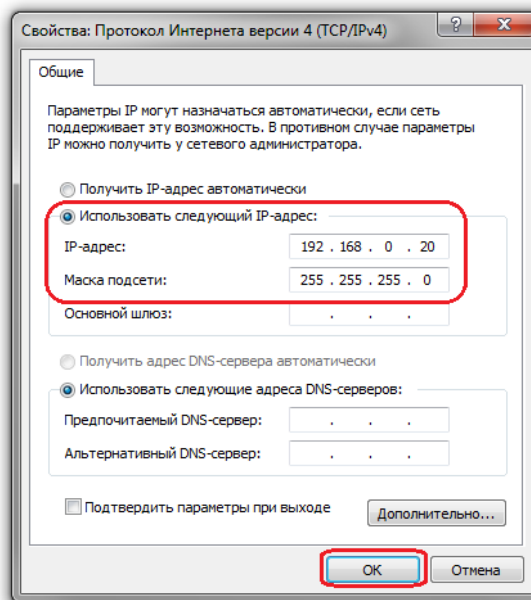 Свойства: Протокол Интернета версии 4 (TCP/IPv4)
Общие
Параметры IP могут назначаться автоматически, если сеть
поддерживает эту возможность. В противном случае параметры
IP можно получить у сетевого администратора.
Получить IP-адрес автоматически
Использовать следующий IP-адрес:
IP-адрес: 192 . 168 . 0 . 20
Маска подсети: 255 . 255 . 255 . 0
Основной шлюз: . . .
Получить адрес DNS-сервера автоматически
Использовать следующие адреса DNS-серверов:
Предпочитаемый DNS-сервер: . . .
Альтернативный DNS-сервер: . . .
Подтвердить параметры при выходе
Дополнительно...
OK Отмена